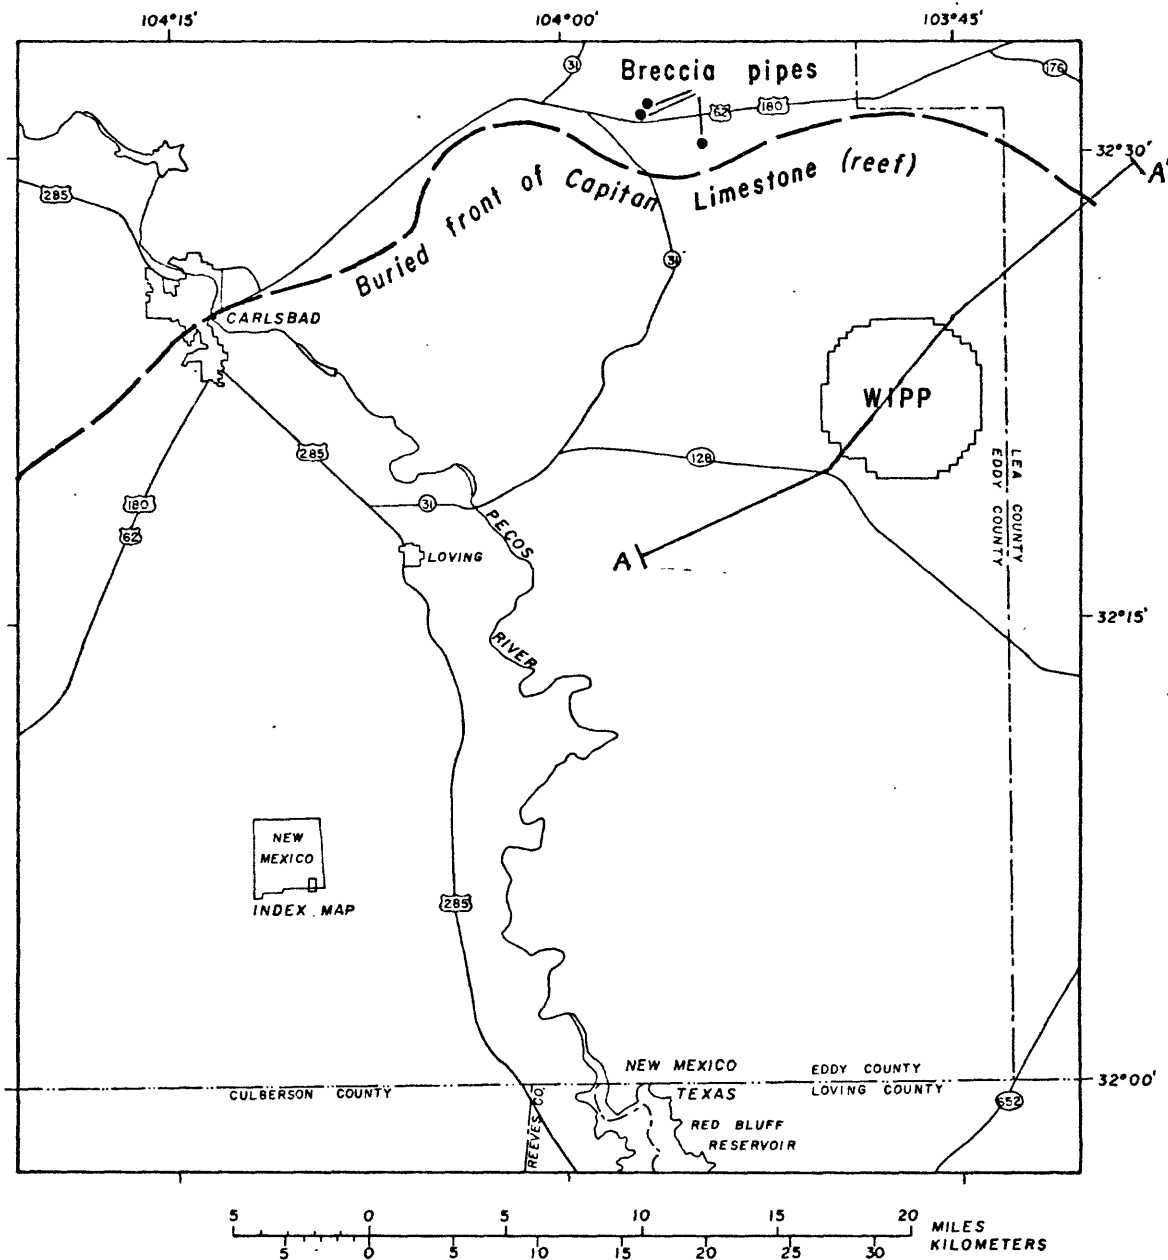 104°15'
104°00'
103°45'
31
Breccia pipes
176
62
180
32°30'
A'
285
Buried front of Capitan Limestone (reef)
31
CARLSBAD
WIPP
285
128
LEA COUNTY
EDDY COUNTY
180
31
62
PECOS
LOVING
A
32°15'
RIVER
NEW
MEXICO
INDEX MAP
285
NEW MEXICO
EDDY COUNTY
32°00'
CULBERSON COUNTY
TEXAS
LOVING COUNTY
652
REEVES CO.
RED BLUFF
RESERVOIR
5 0 5 10 15 20 MILES
5 0 5 10 15 20 25 30 KILOMETERS